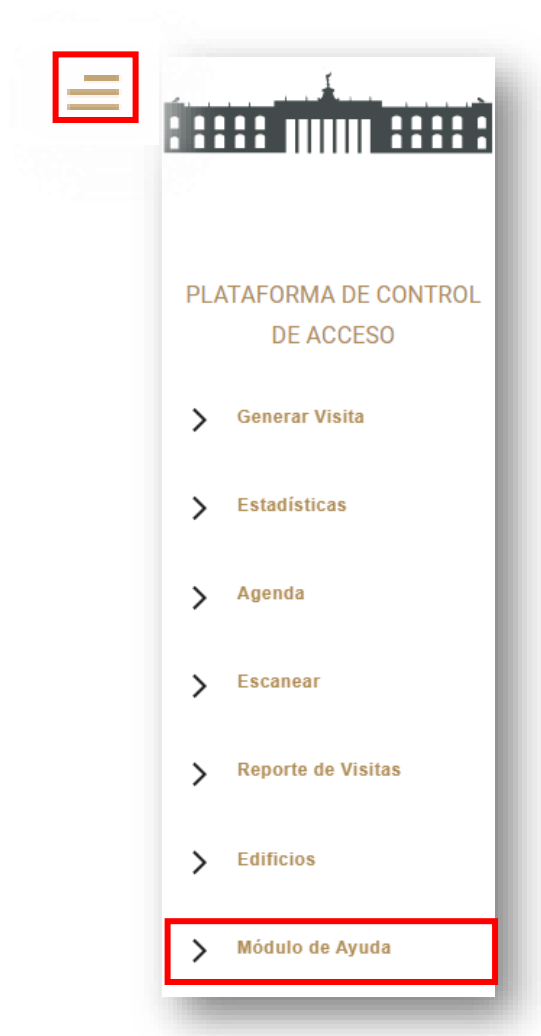 PLATAFORMA DE CONTROL
DE ACCESO
Generar Visita
Estadísticas
Agenda
Escanear
Reporte de Visitas
Edificios
Módulo de Ayuda